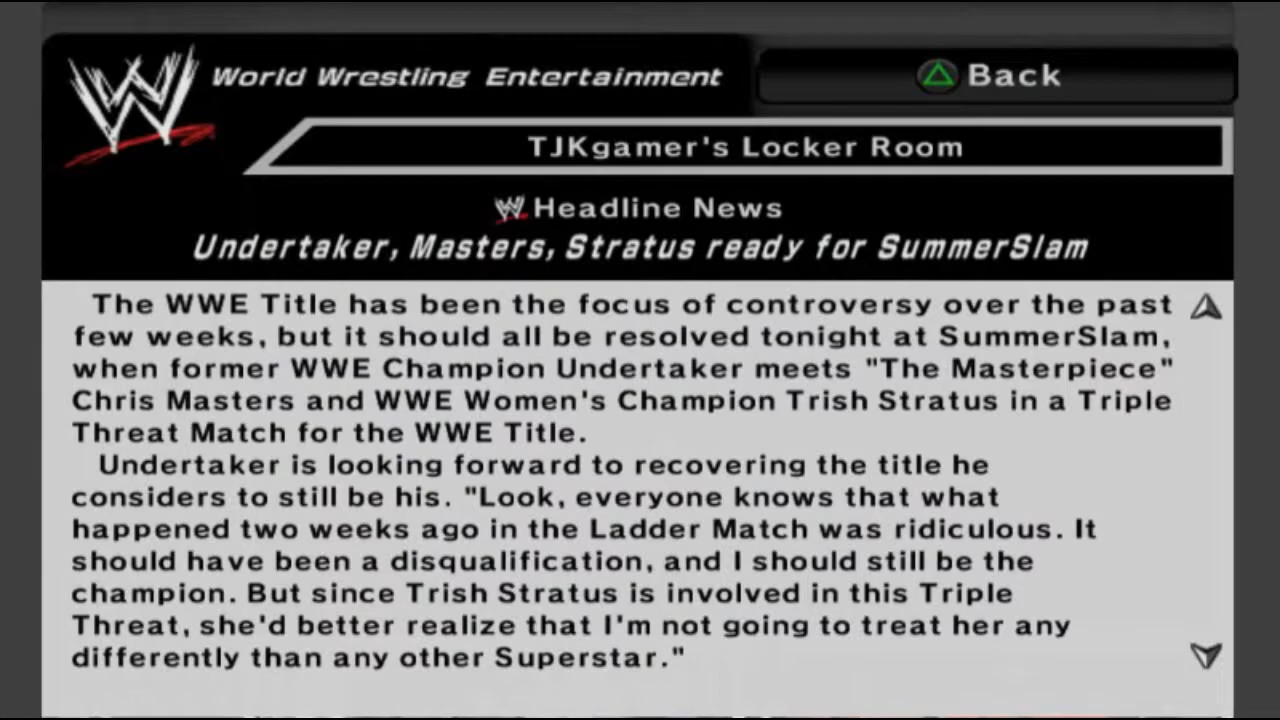 World Wrestling Entertainment
Back
TJKgamer's Locker Room
Headline News
Undertaker, Masters, Stratus ready for SummerSlam
The WWE Title has been the focus of controversy over the past
few weeks, but it should all be resolved tonight at SummerSlam,
when former WWE Champion Undertaker meets "The Masterpiece"
Chris Masters and WWE Women's Champion Trish Stratus in a Triple
Threat Match for the WWE Title.
Undertaker is looking forward to recovering the title he
considers to still be his. "Look, everyone knows that what
happened two weeks ago in the Ladder Match was ridiculous. It
should have been a disqualification, and I should still be the
champion. But since Trish Stratus is involved in this Triple
Threat, she'd better realize that I'm not going to treat her any
differently than any other Superstar."